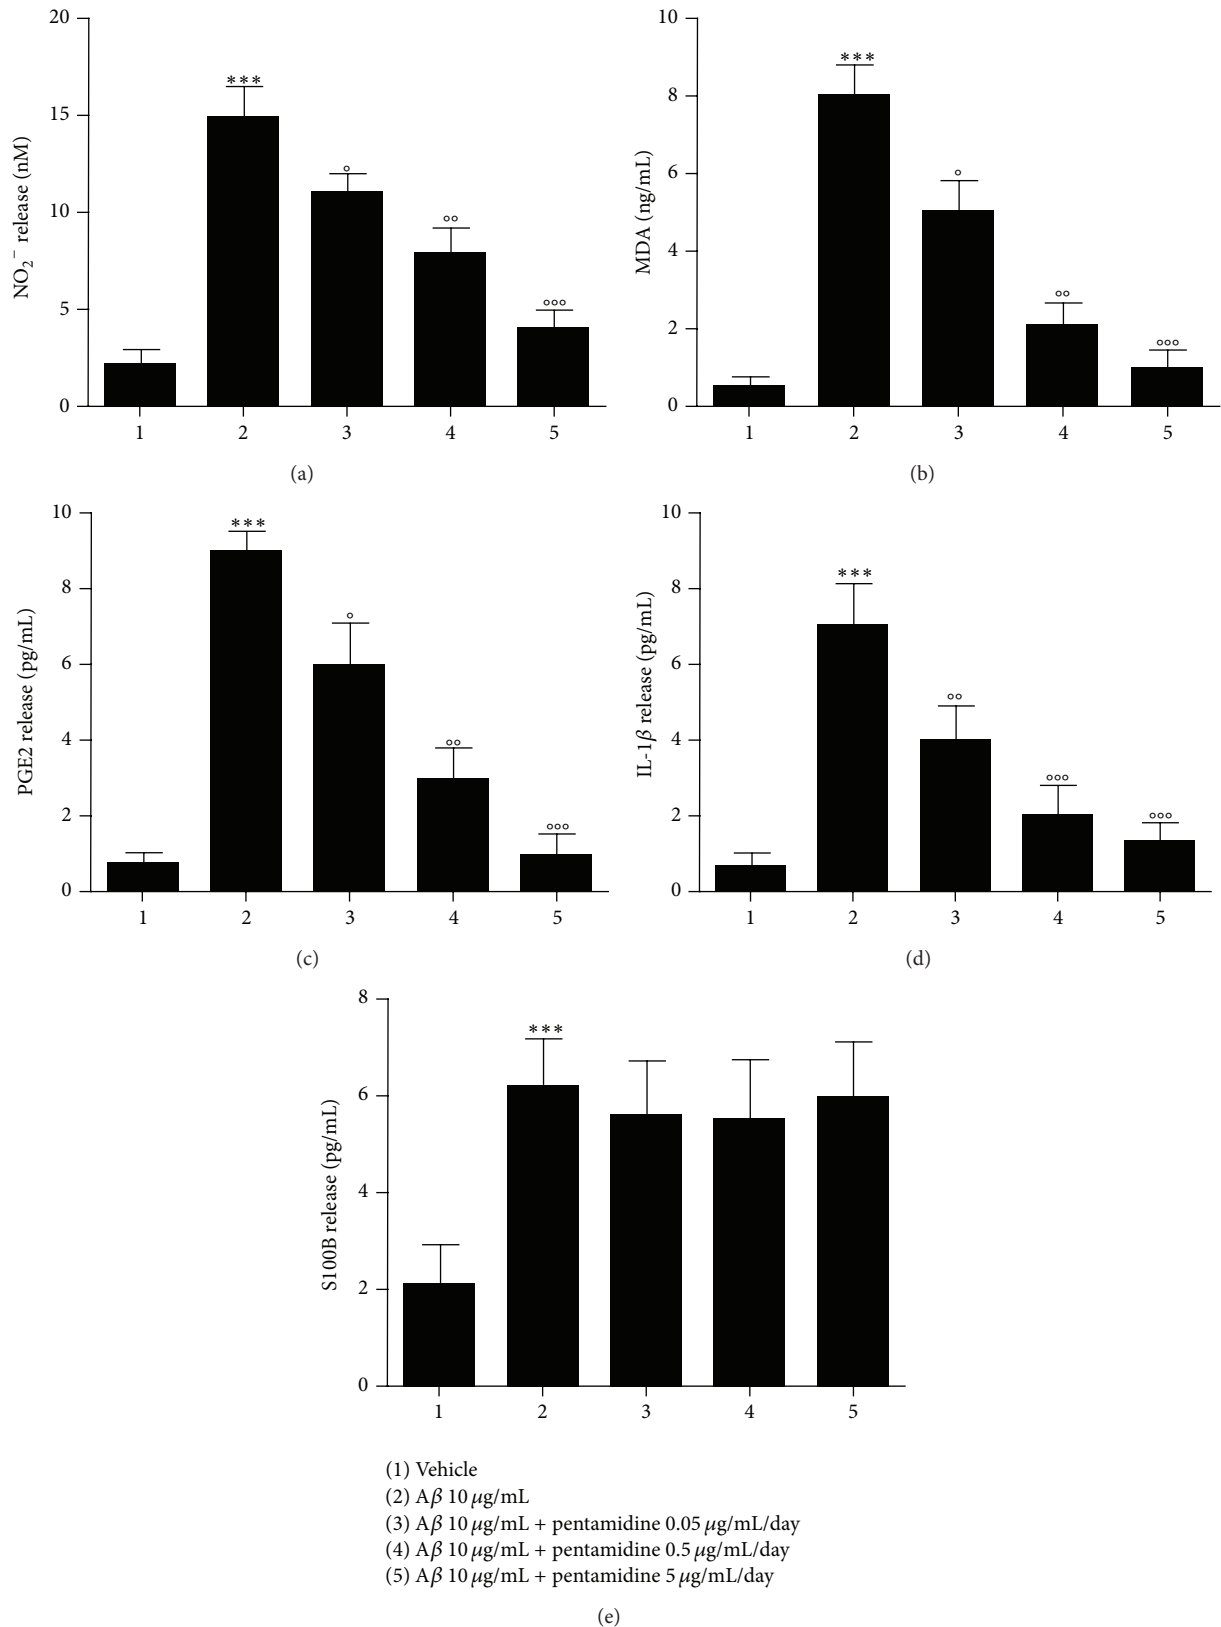 20
15
10
5
0
NO₂⁻ release (nM)
***
°
°°
°°°
1 2 3 4 5
(a)
10
8
6
4
2
0
MDA (ng/mL)
***
°
°°
°°°
1 2 3 4 5
(b)
10
8
6
4
2
0
PGE2 release (pg/mL)
***
°
°°
°°°
1 2 3 4 5
(c)
10
8
6
4
2
0
IL-1β release (pg/mL)
***
°°
°°°
°°°
1 2 3 4 5
(d)
8
6
4
2
0
S100B release (pg/mL)
***
1 2 3 4 5
(1) Vehicle
(2) Aβ 10 μg/mL
(3) Aβ 10 μg/mL + pentamidine 0.05 μg/mL/day
(4) Aβ 10 μg/mL + pentamidine 0.5 μg/mL/day
(5) Aβ 10 μg/mL + pentamidine 5 μg/mL/day
(e)